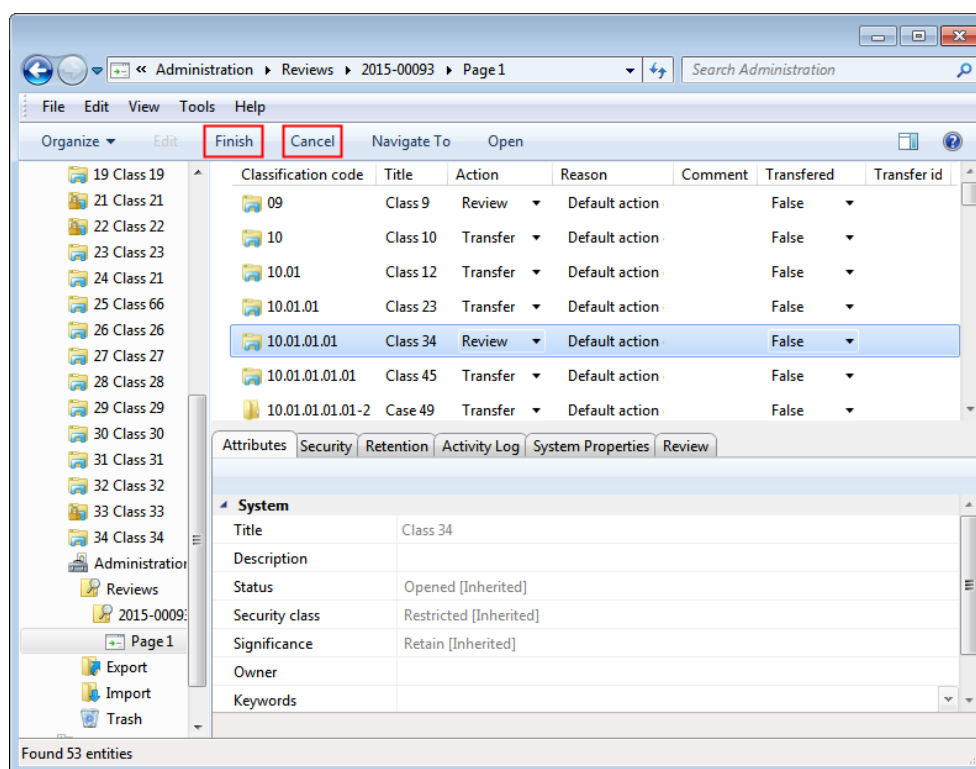 « Administration ▸ Reviews ▸ 2015-00093 ▸ Page 1 Search Administration
File Edit View Tools Help
Organize Edit Finish Cancel Navigate To Open
19 Class 19
21 Class 21
22 Class 22
23 Class 23
24 Class 21
25 Class 66
26 Class 26
27 Class 27
28 Class 28
29 Class 29
30 Class 30
31 Class 31
32 Class 32
33 Class 33
34 Class 34
Administration
Reviews
2015-0009
Page 1
Export
Import
Trash
Classification code Title Action Reason Comment Transfered Transfer id
09 Class 9 Review Default action False
10 Class 10 Transfer Default action False
10.01 Class 12 Transfer Default action False
10.01.01 Class 23 Transfer Default action False
10.01.01.01 Class 34 Review Default action False
10.01.01.01.01 Class 45 Transfer Default action False
10.01.01.01.01-2 Case 49 Transfer Default action False
Attributes Security Retention Activity Log System Properties Review
System
Title Class 34
Description
Status Opened [Inherited]
Security class Restricted [Inherited]
Significance Retain [Inherited]
Owner
Keywords
Found 53 entities